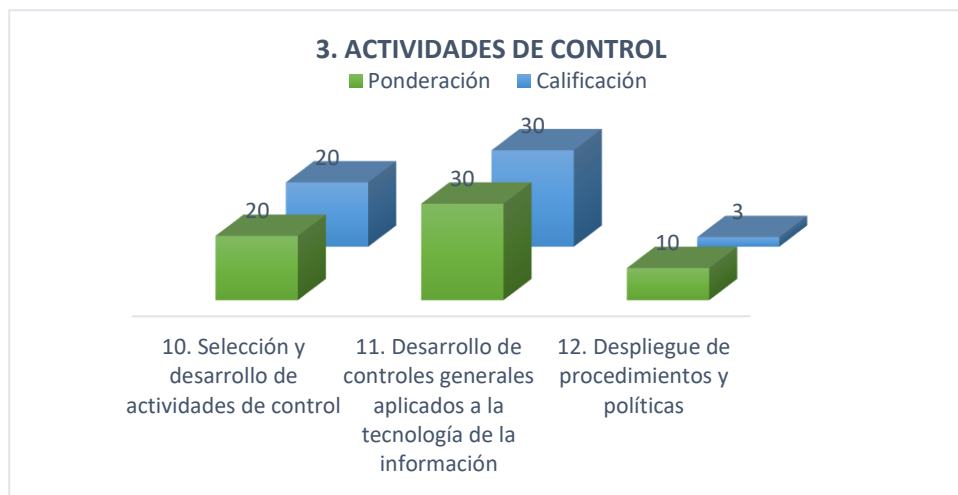 3. ACTIVIDADES DE CONTROL
Ponderación Calificación
20
20
30
30
10
3
10. Selección y
desarrollo de
actividades de control
11. Desarrollo de
controles generales
aplicados a la
tecnología de la
información
12. Despliegue de
procedimientos y
políticas